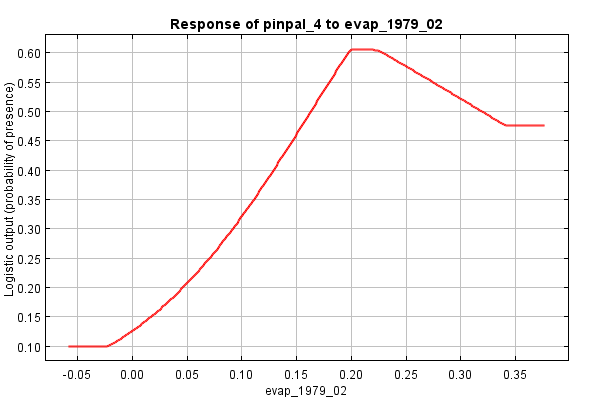 Response of pinpal_4 to evap_1979_02
Logistic output (probability of presence)
0.60
0.55
0.50
0.45
0.40
0.35
0.30
0.25
0.20
0.15
0.10
-0.05 0.00 0.05 0.10 0.15 0.20 0.25 0.30 0.35
evap_1979_02